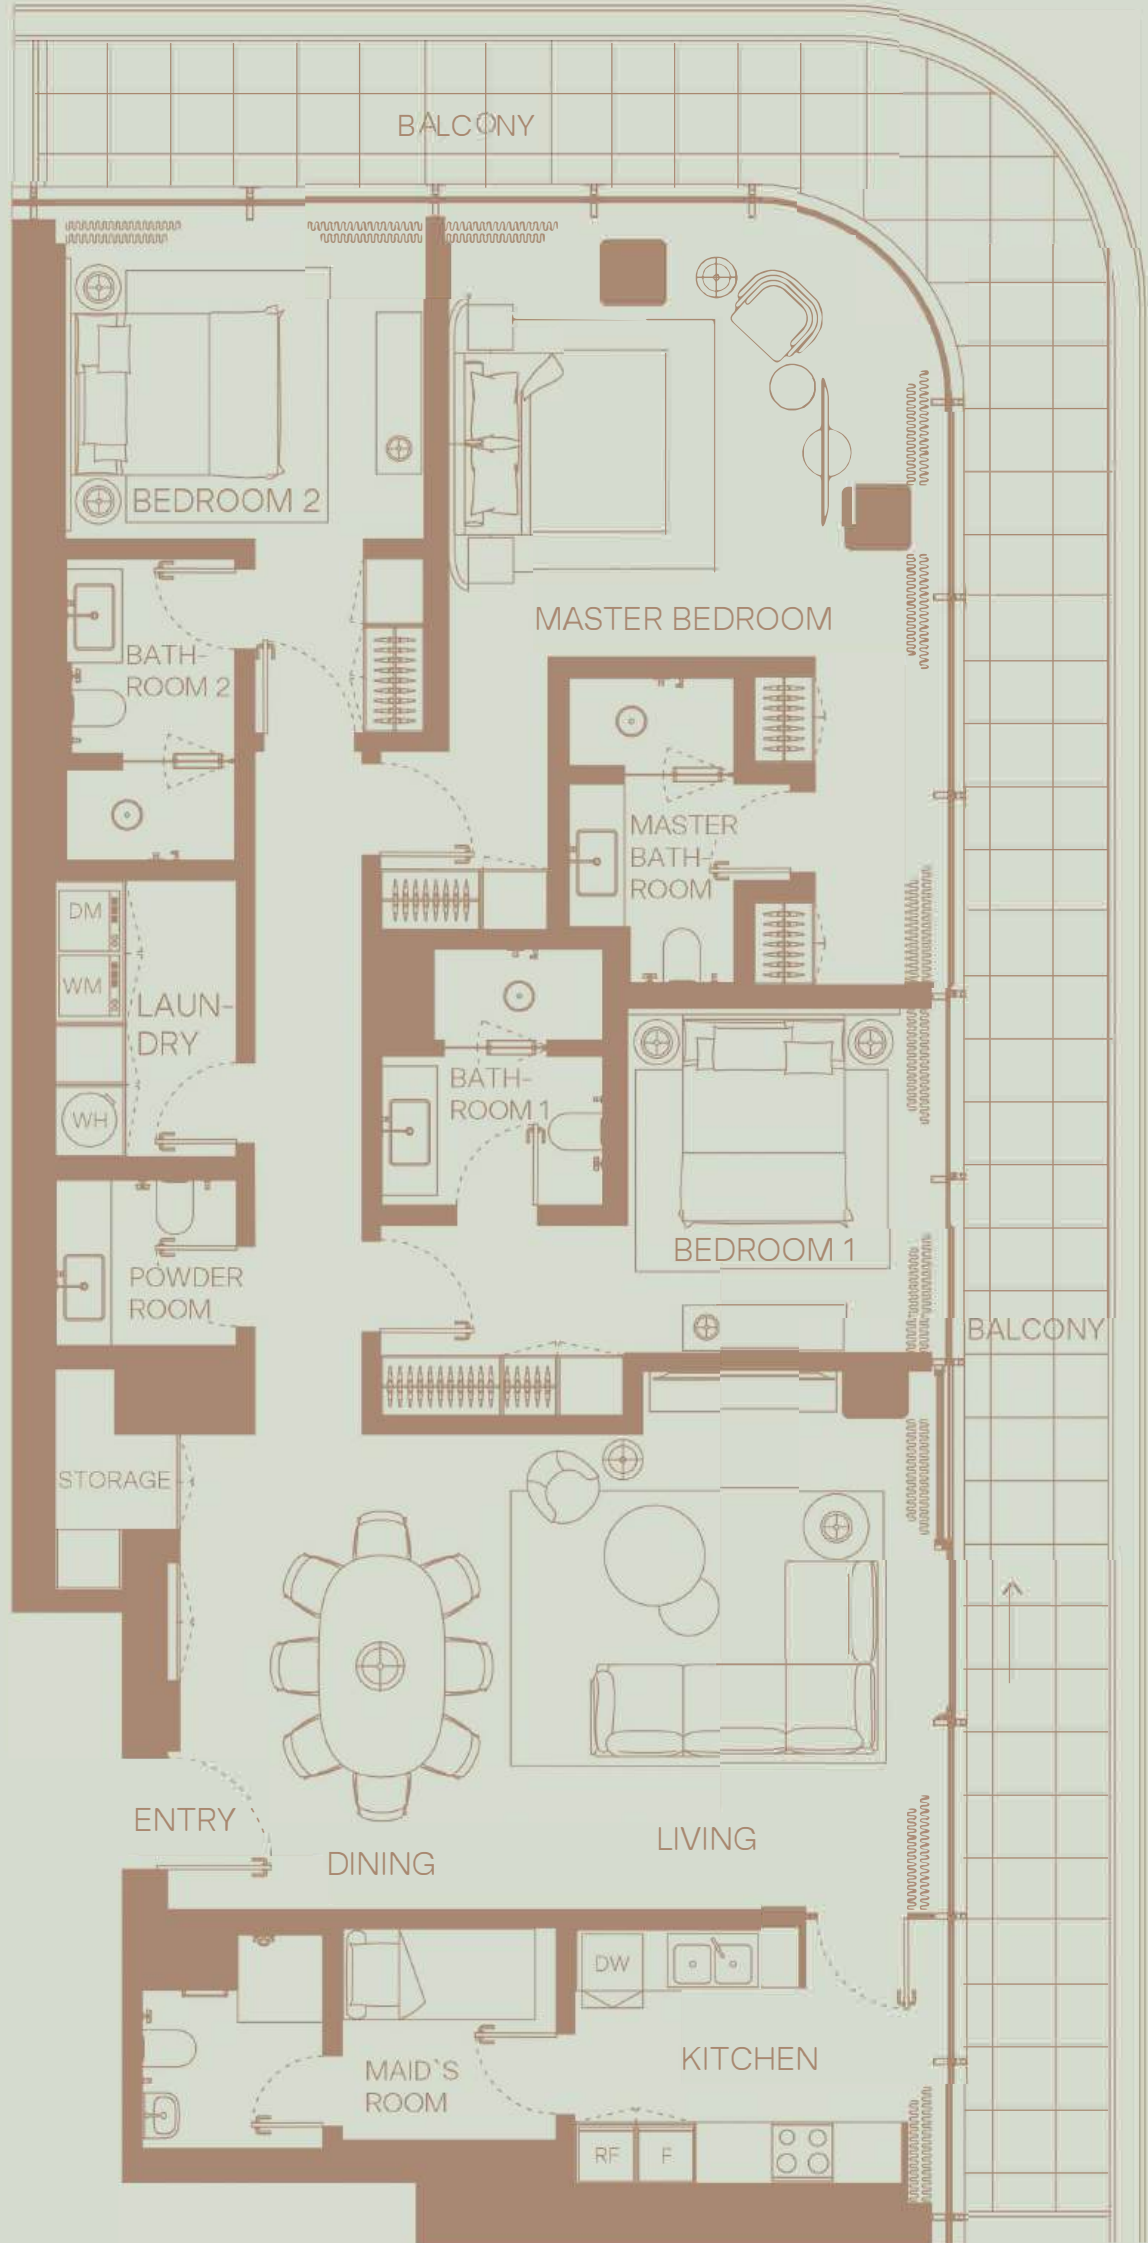 BALCONY
BEDROOM 2
MASTER BEDROOM
BATH-
ROOM 2
MASTER
BATH-
ROOM
DM
WM
LAUN-
DRY
WH
BATH-
ROOM 1
BEDROOM 1
POWDER
ROOM
BALCONY
STORAGE
ENTRY
DINING
LIVING
DW
KITCHEN
MAID`S
ROOM
RF
F